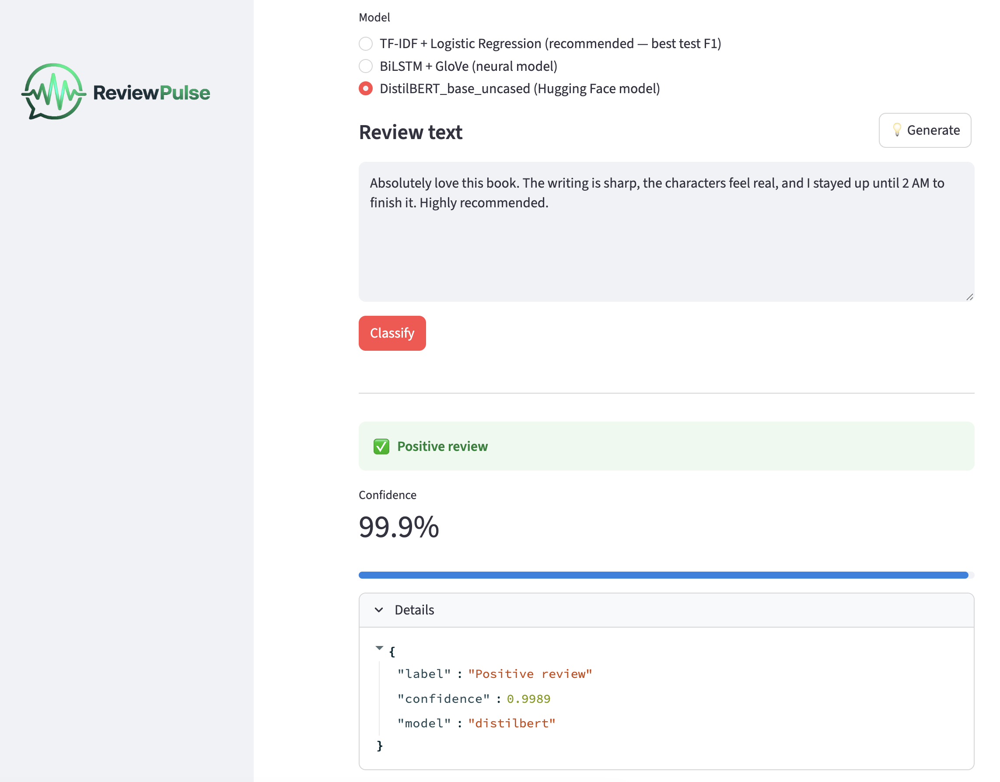 ReviewPulse
Model
TF-IDF + Logistic Regression (recommended — best test F1)
BiLSTM + GloVe (neural model)
DistilBERT_base_uncased (Hugging Face model)
Review text
Generate
Absolutely love this book. The writing is sharp, the characters feel real, and I stayed up until 2 AM to
finish it. Highly recommended.
Classify
Positive review
Confidence
99.9%
Details
{
"label" : "Positive review"
"confidence" : 0.9989
"model" : "distilbert"
}